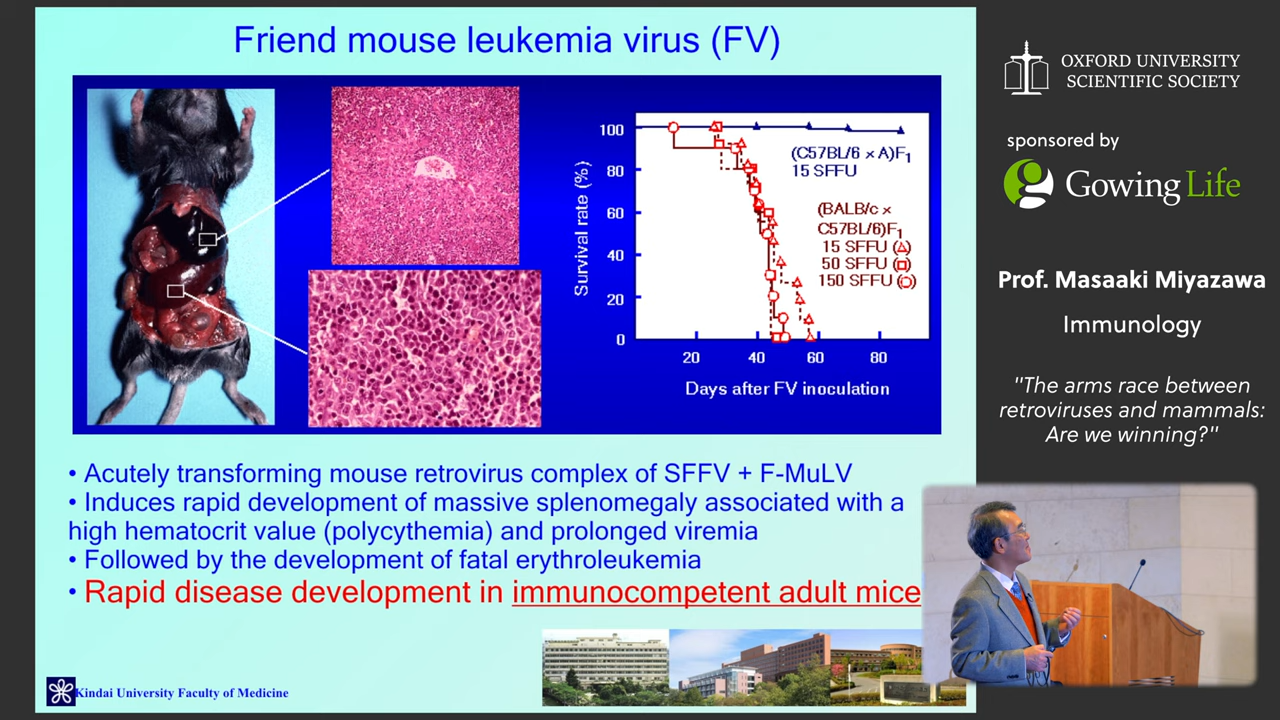 Friend mouse leukemia virus (FV)
100
80
60
40
20
0
Survival rate (%)
20 40 60 80
Days after FV inoculation
(C57BL/6 × A)F1
15 SFFU
(BALB/c ×
C57BL/6)F1
15 SFFU (△)
50 SFFU (□)
150 SFFU (○)
• Acutely transforming mouse retrovirus complex of SFFV + F-MuLV
• Induces rapid development of massive splenomegaly associated with a
high hematocrit value (polycythemia) and prolonged viremia
• Followed by the development of fatal erythroleukemia
• Rapid disease development in immunocompetent adult mice
Kindai University Faculty of Medicine
OXFORD UNIVERSITY
SCIENTIFIC SOCIETY
sponsored by
Gowing Life
Prof. Masaaki Miyazawa
Immunology
"The arms race between
retroviruses and mammals:
Are we winning?"